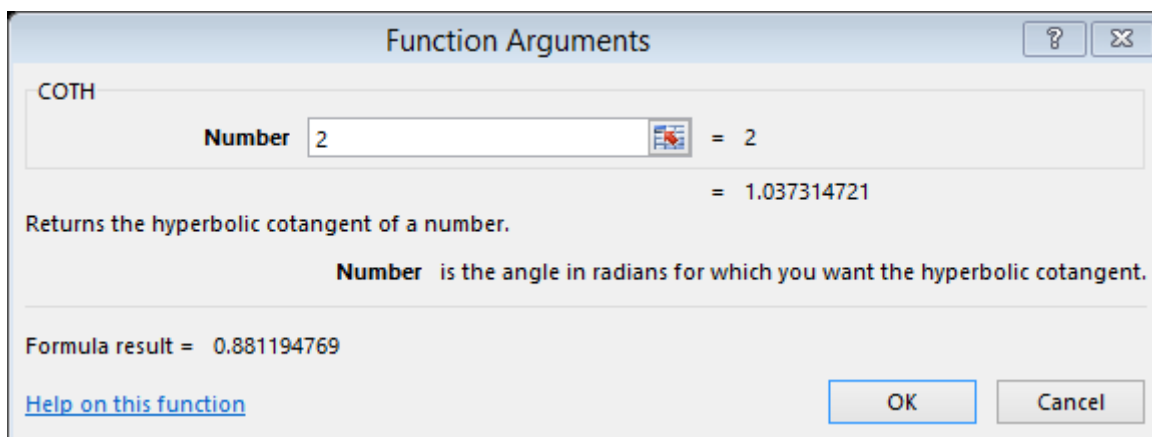 Function Arguments
COTH
Number 2 = 2
= 1.037314721
Returns the hyperbolic cotangent of a number.
Number is the angle in radians for which you want the hyperbolic cotangent.
Formula result = 0.881194769
Help on this function OK Cancel